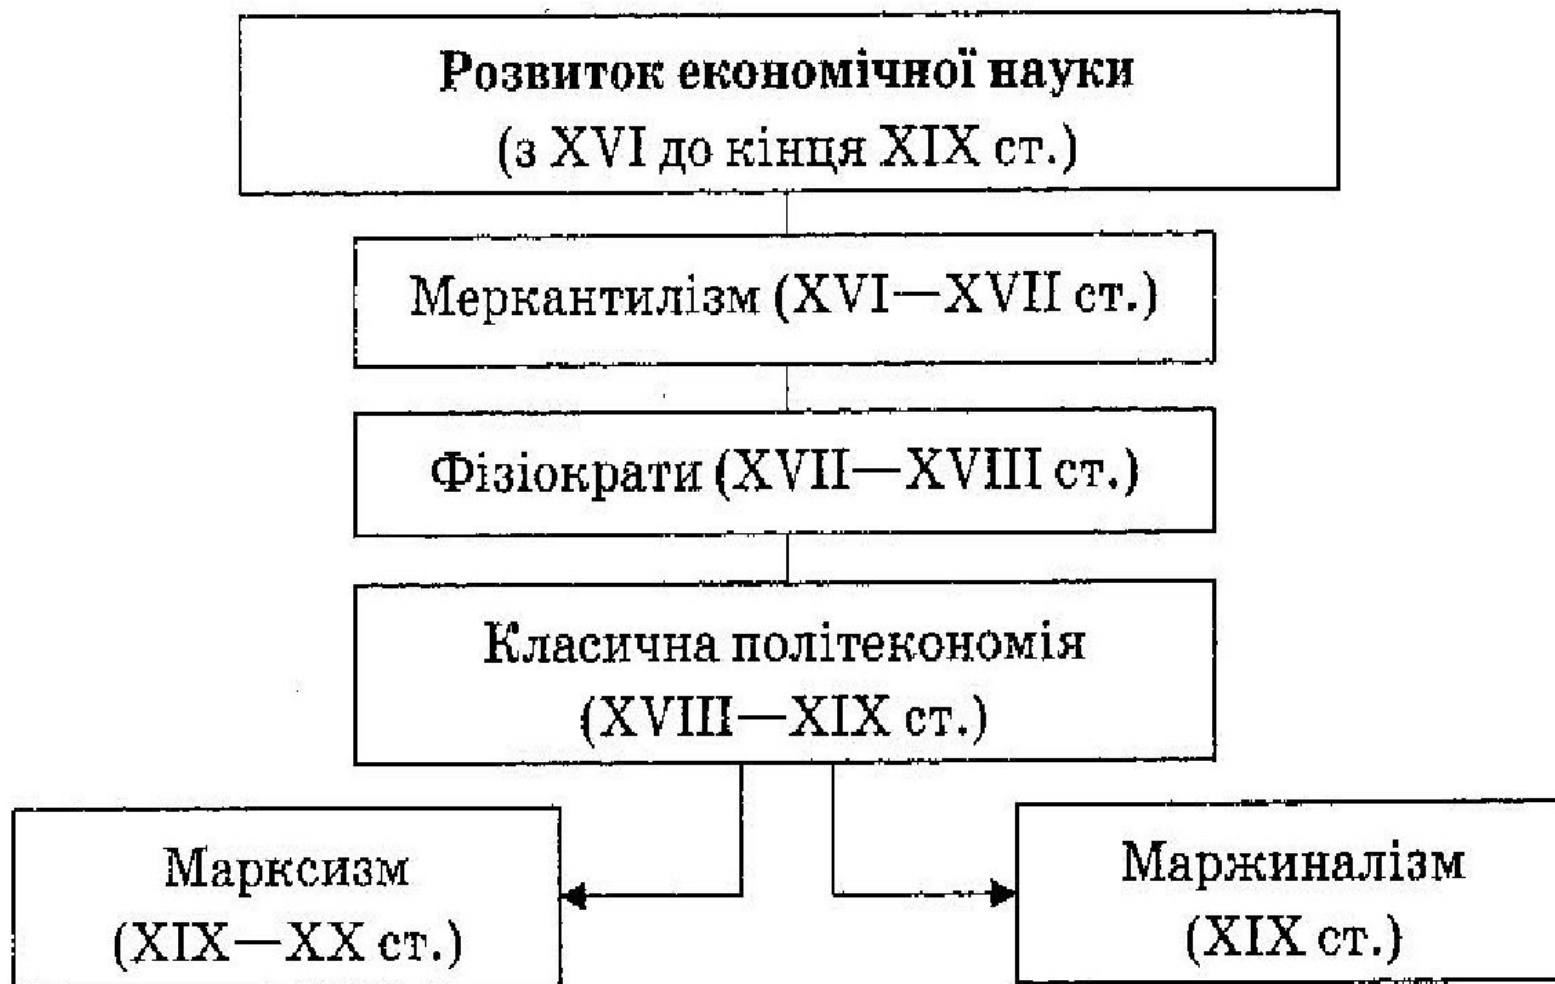 Розвиток економічної науки
(з XVI до кінця XIX ст.)
Меркантилізм (XVI—XVII ст.)
Фізіократи (XVII—XVIII ст.)
Класична політекономія
(XVIII—XIX ст.)
Марксизм
(XIX—XX ст.)
Маржиналізм
(XIX ст.)